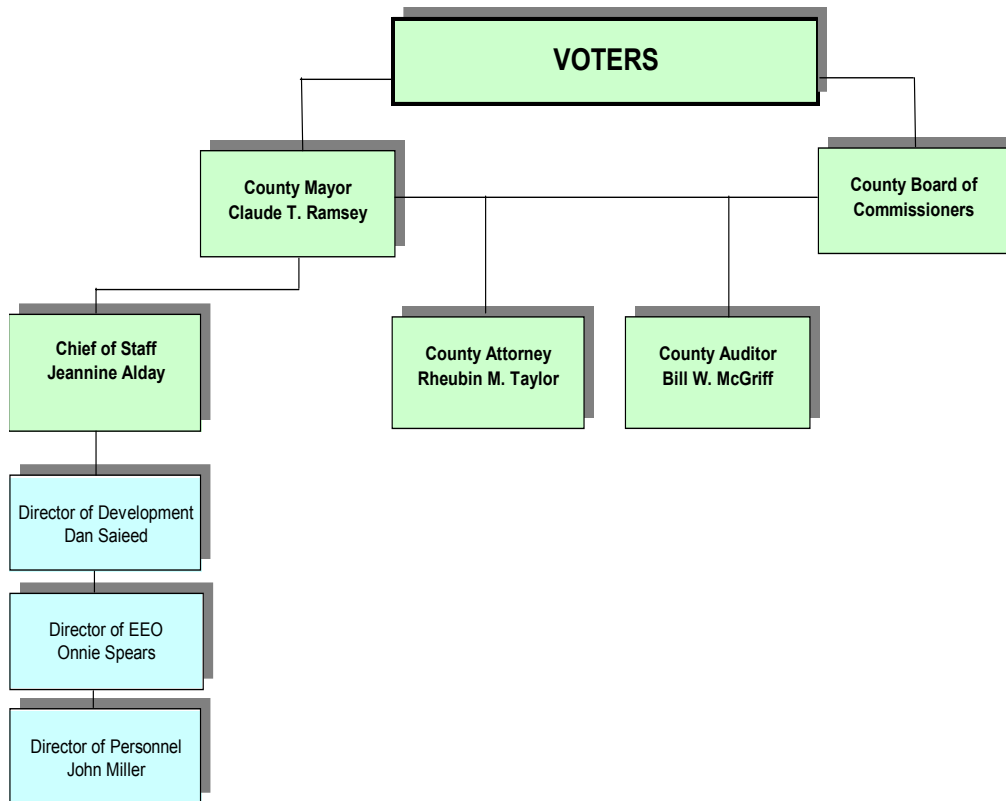 VOTERS
County Mayor
Claude T. Ramsey
County Board of
Commissioners
Chief of Staff
Jeannine Alday
County Attorney
Rheubin M. Taylor
County Auditor
Bill W. McGriff
Director of Development
Dan Saieed
Director of EEO
Onnie Spears
Director of Personnel
John Miller